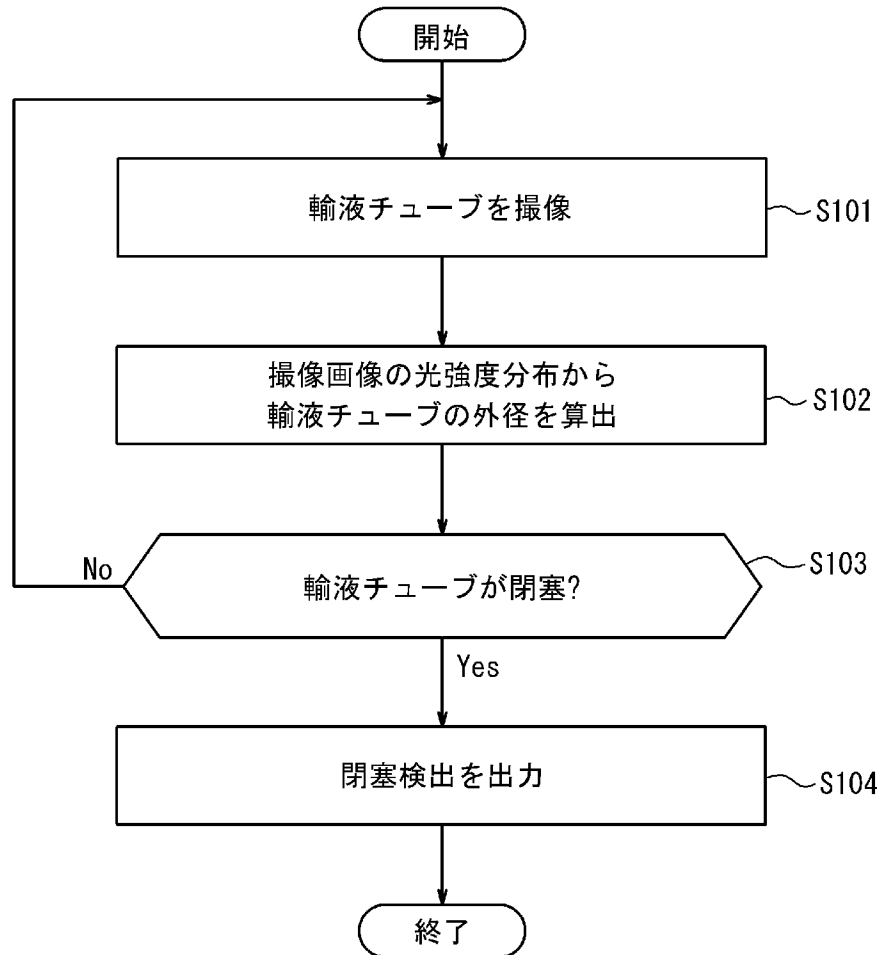 開始
輸液チューブを撮像
S101
撮像画像の光強度分布から
輸液チューブの外径を算出
S102
輸液チューブが閉塞?
S103
No
Yes
閉塞検出を出力
S104
終了